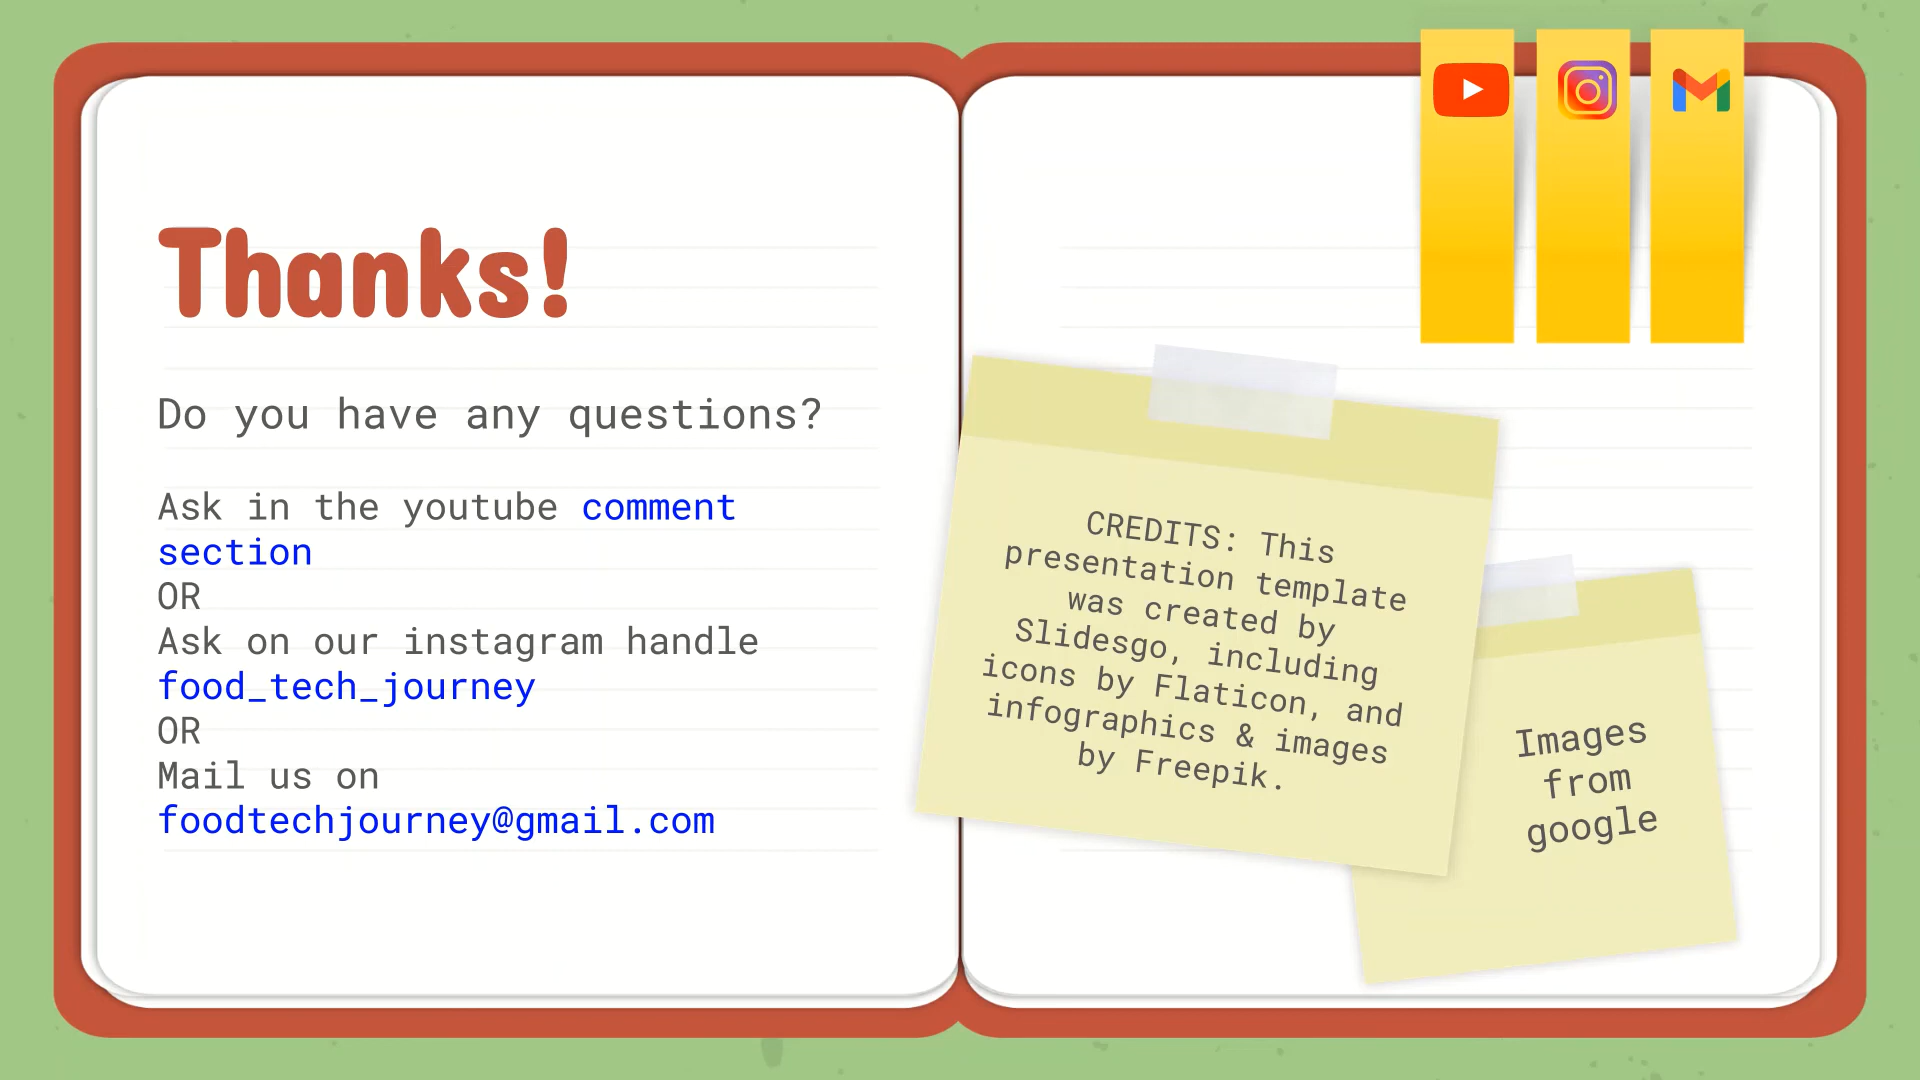 Thanks!
Do you have any questions?
Ask in the youtube comment
section
OR
Ask on our instagram handle
food_tech_journey
OR
Mail us on
foodtechjourney@gmail.com
CREDITS: This
presentation template
was created by
Slidesgo, including
icons by Flaticon, and
infographics & images
by Freepik.
Images
from
google